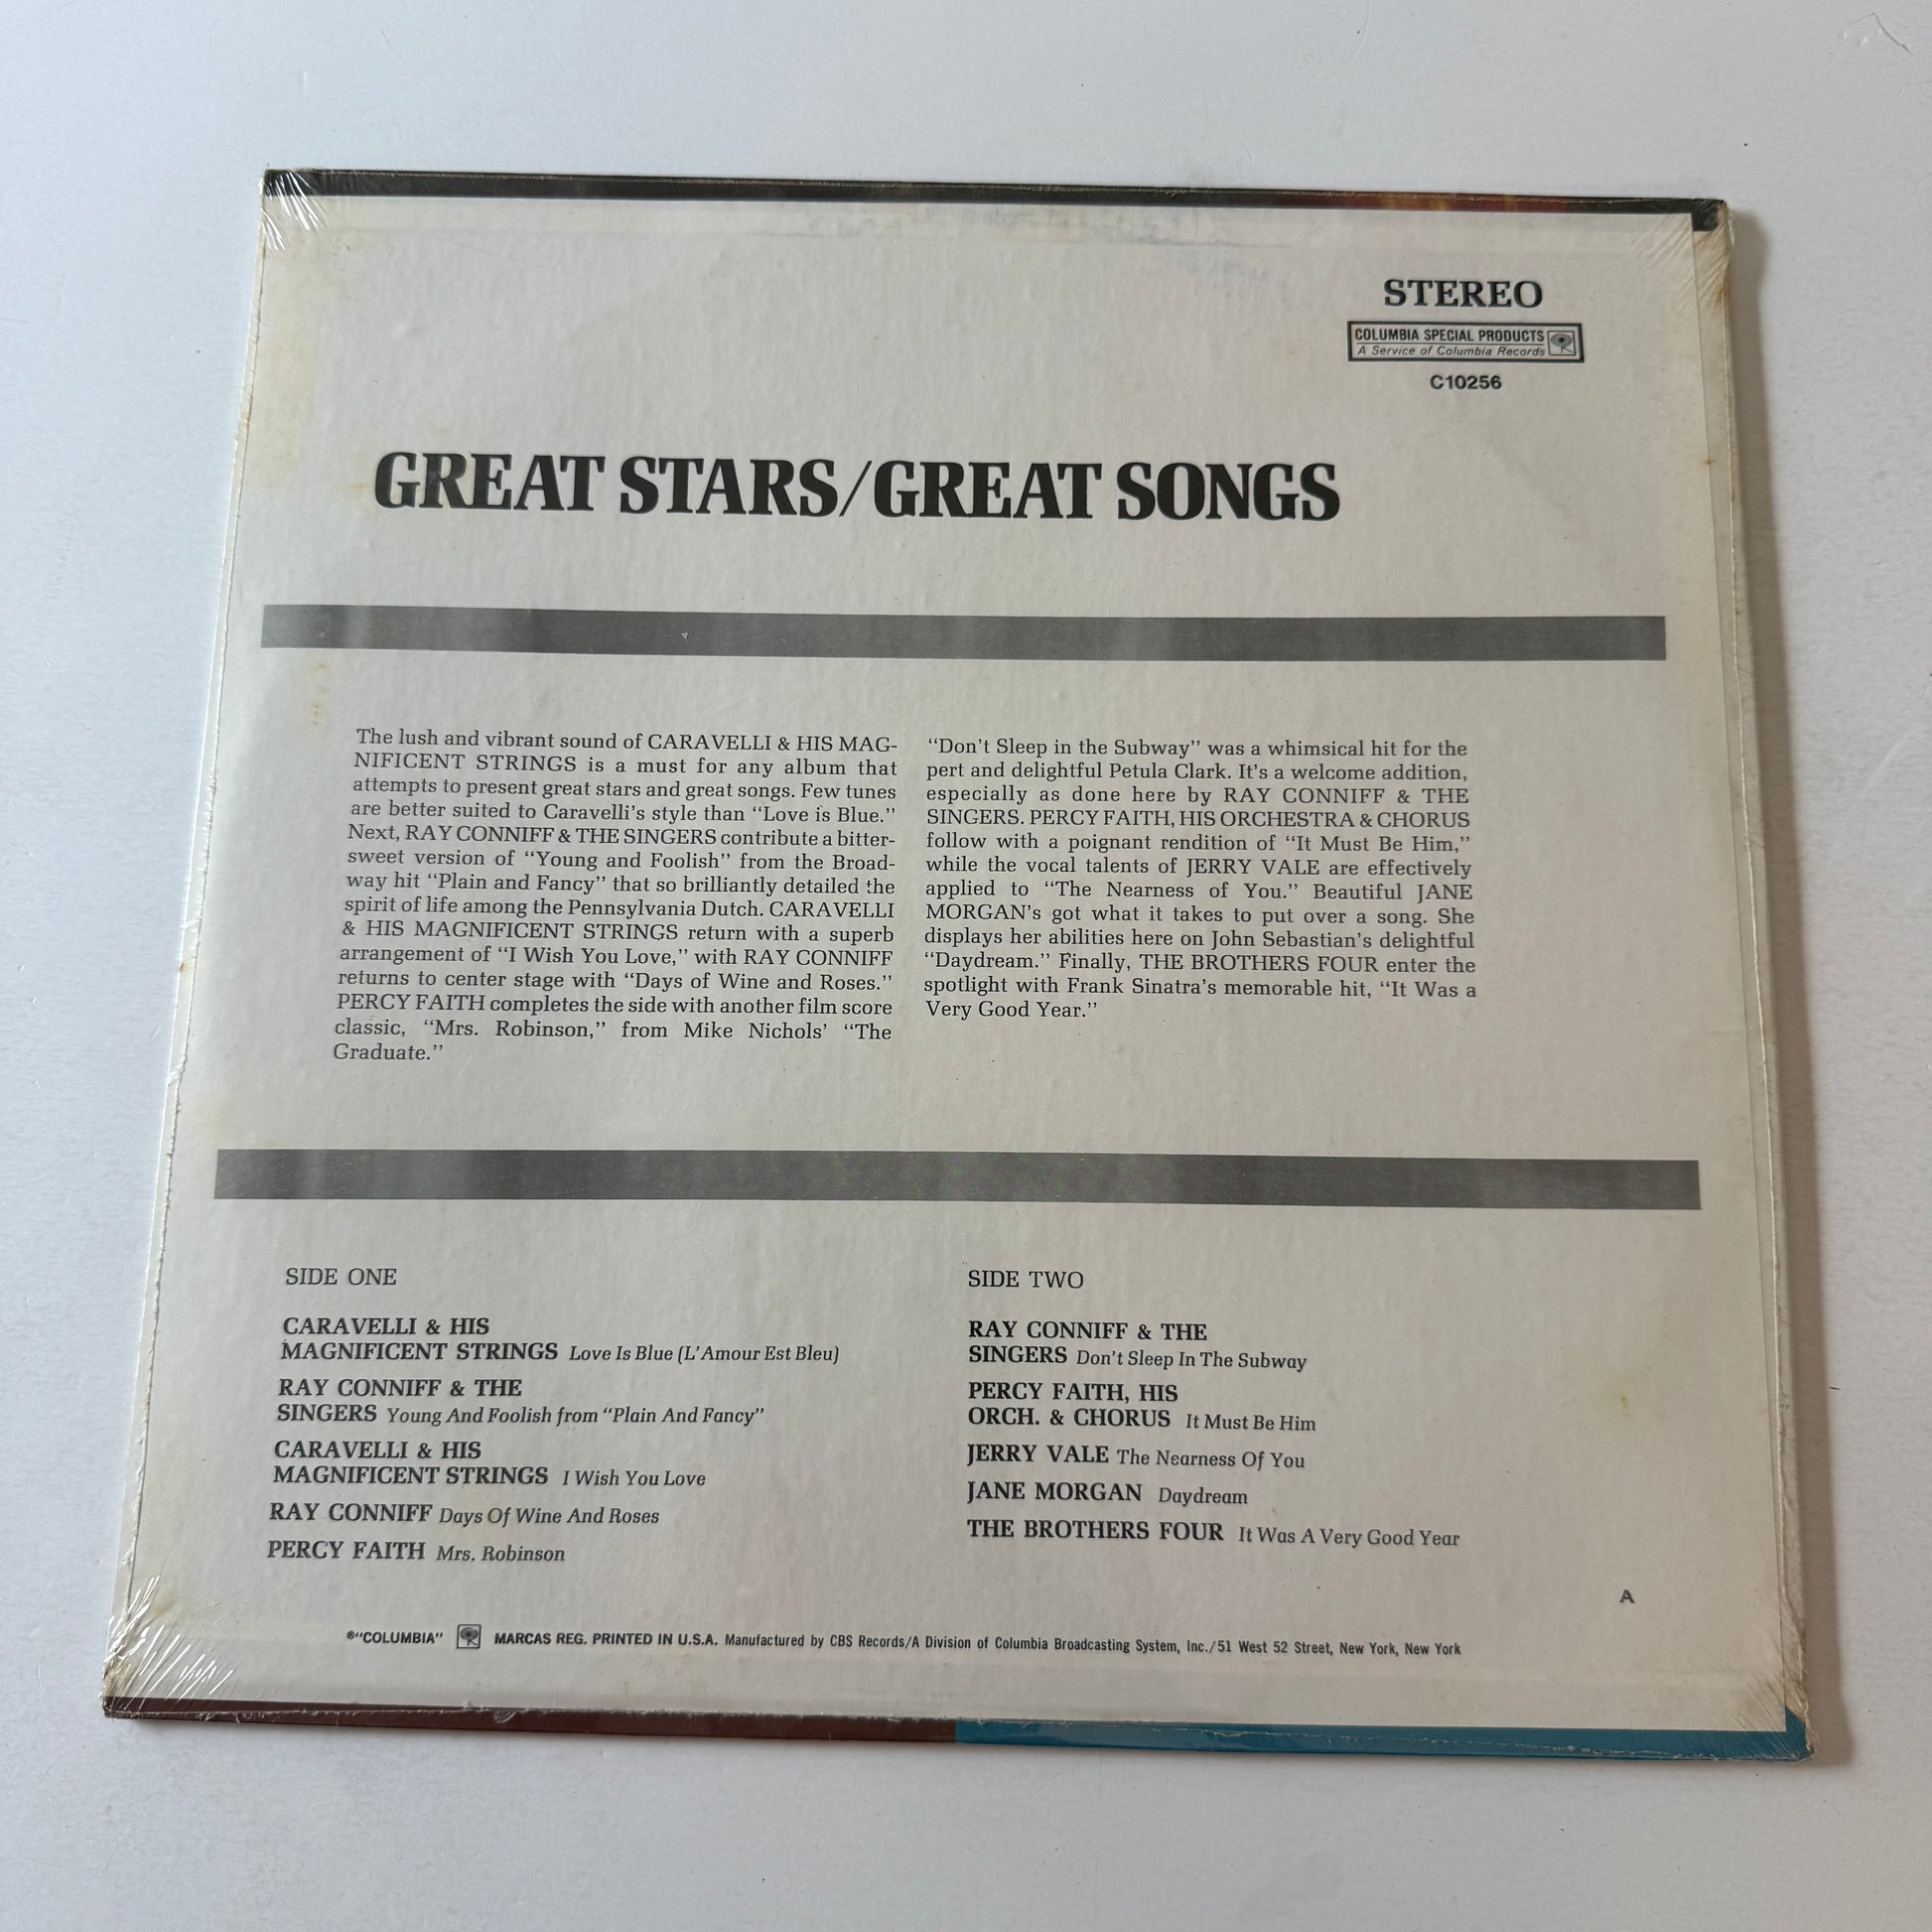 STEREO
COLUMBIA SPECIAL PRODUCTS
A Service of Columbia Records
C10256
GREAT STARS/GREAT SONGS
The lush and vibrant sound of CARAVELLI & HIS MAG-
NIFICENT STRINGS is a must for any album that
attempts to present great stars and great songs. Few tunes
are better suited to Caravelli's style than “Love is Blue.”
Next, RAY CONNIFF & THE SINGERS contribute a bitter-
sweet version of “Young and Foolish” from the Broad-
way hit “Plain and Fancy” that so brilliantly detailed the
spirit of life among the Pennsylvania Dutch. CARAVELLI
& HIS MAGNIFICENT STRINGS return with a superb
arrangement of “I Wish You Love,” with RAY CONNIFF
returns to center stage with “Days of Wine and Roses.”
PERCY FAITH completes the side with another film score
classic, “Mrs. Robinson,” from Mike Nichols’ “The
Graduate.”
“Don't Sleep in the Subway” was a whimsical hit for the
pert and delightful Petula Clark. It's a welcome addition,
especially as done here by RAY CONNIFF & THE
SINGERS. PERCY FAITH, HIS ORCHESTRA & CHORUS
follow with a poignant rendition of “It Must Be Him,”
while the vocal talents of JERRY VALE are effectively
applied to “The Nearness of You.” Beautiful JANE
MORGAN's got what it takes to put over a song. She
displays her abilities here on John Sebastian's delightful
“Daydream.” Finally, THE BROTHERS FOUR enter the
spotlight with Frank Sinatra's memorable hit, “It Was a
Very Good Year.”
SIDE ONE
CARAVELLI & HIS
MAGNIFICENT STRINGS Love Is Blue (L'Amour Est Bleu)
RAY CONNIFF & THE
SINGERS Young And Foolish from “Plain And Fancy”
CARAVELLI & HIS
MAGNIFICENT STRINGS I Wish You Love
RAY CONNIFF Days Of Wine And Roses
PERCY FAITH Mrs. Robinson
SIDE TWO
RAY CONNIFF & THE
SINGERS Don't Sleep In The Subway
PERCY FAITH, HIS
ORCH. & CHORUS It Must Be Him
JERRY VALE The Nearness Of You
JANE MORGAN Daydream
THE BROTHERS FOUR It Was A Very Good Year
A
®“COLUMBIA” MARCAS REG. PRINTED IN U.S.A. Manufactured by CBS Records/A Division of Columbia Broadcasting System, Inc./51 West 52 Street, New York, New York